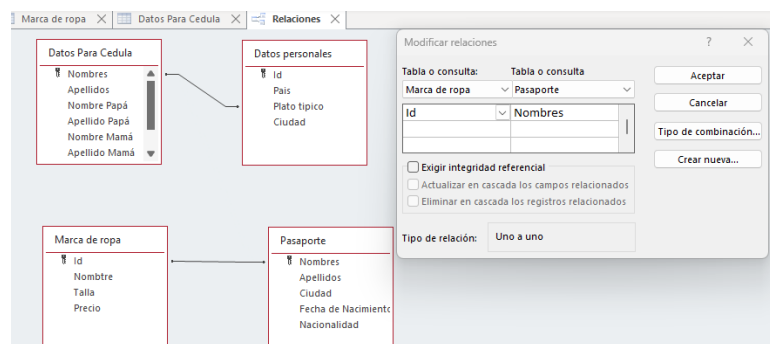 Marca de ropa
Datos Para Cedula
Relaciones
Datos Para Cedula
Nombres
Apellidos
Nombre Papá
Apellido Papá
Nombre Mamá
Apellido Mamá
Datos personales
Id
Pais
Plato tipico
Ciudad
Marca de ropa
Id
Nombtre
Talla
Precio
Pasaporte
Nombres
Apellidos
Ciudad
Fecha de Nacimiento
Nacionalidad
Modificar relaciones
Tabla o consulta: Tabla o consulta
Marca de ropa Pasaporte
Id Nombres
Exigir integridad referencial
Actualizar en cascada los campos relacionados
Eliminar en cascada los registros relacionados
Tipo de relación: Uno a uno
Aceptar
Cancelar
Tipo de combinación...
Crear nueva...